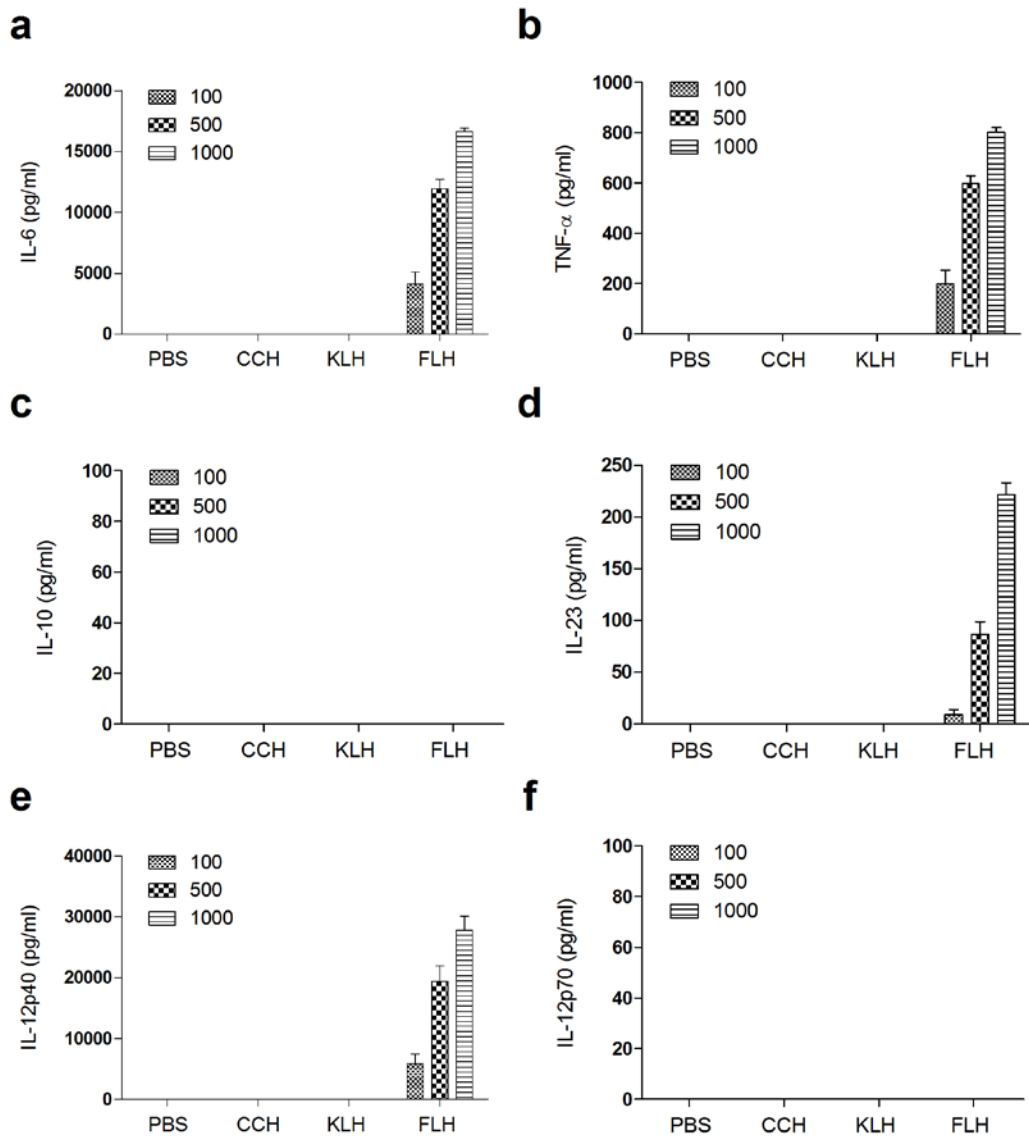 a
IL-6 (pg/ml)
20000
15000
10000
5000
0
100
500
1000
PBS CCH KLH FLH
b
TNF-α (pg/ml)
1000
800
600
400
200
0
100
500
1000
PBS CCH KLH FLH
c
IL-10 (pg/ml)
100
80
60
40
20
0
100
500
1000
PBS CCH KLH FLH
d
IL-23 (pg/ml)
250
200
150
100
50
0
100
500
1000
PBS CCH KLH FLH
e
IL-12p40 (pg/ml)
40000
30000
20000
10000
0
100
500
1000
PBS CCH KLH FLH
f
IL-12p70 (pg/ml)
100
80
60
40
20
0
100
500
1000
PBS CCH KLH FLH